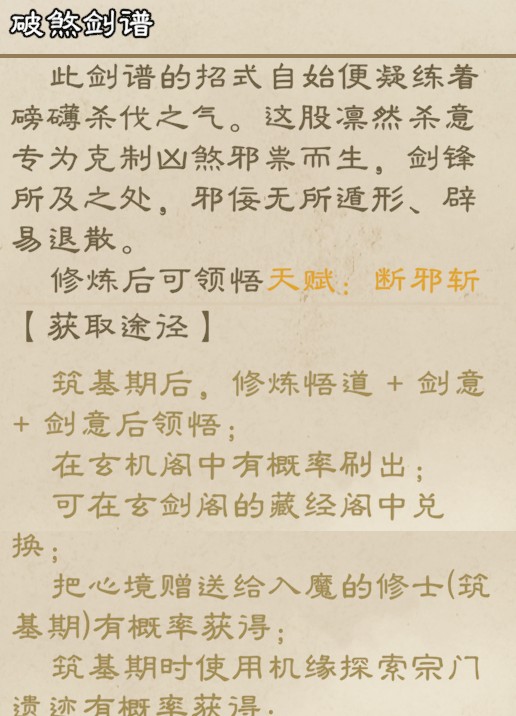 破煞剑谱
此剑谱的招式自始便凝练着
磅礴杀伐之气。这股凛然杀意
专为克制凶煞邪祟而生，剑锋
所及之处，邪佞无所遁形、辟
易退散。
修炼后可领悟天赋：断邪斩
【获取途径】
筑基期后，修炼悟道 + 剑意
+ 剑意后领悟；
在玄机阁中有概率刷出；
可在玄剑阁的藏经阁中兑
换；
把心境赠送给入魔的修士(筑
基期)有概率获得；
筑基期时使用机缘探索宗门
遗迹有概率获得；